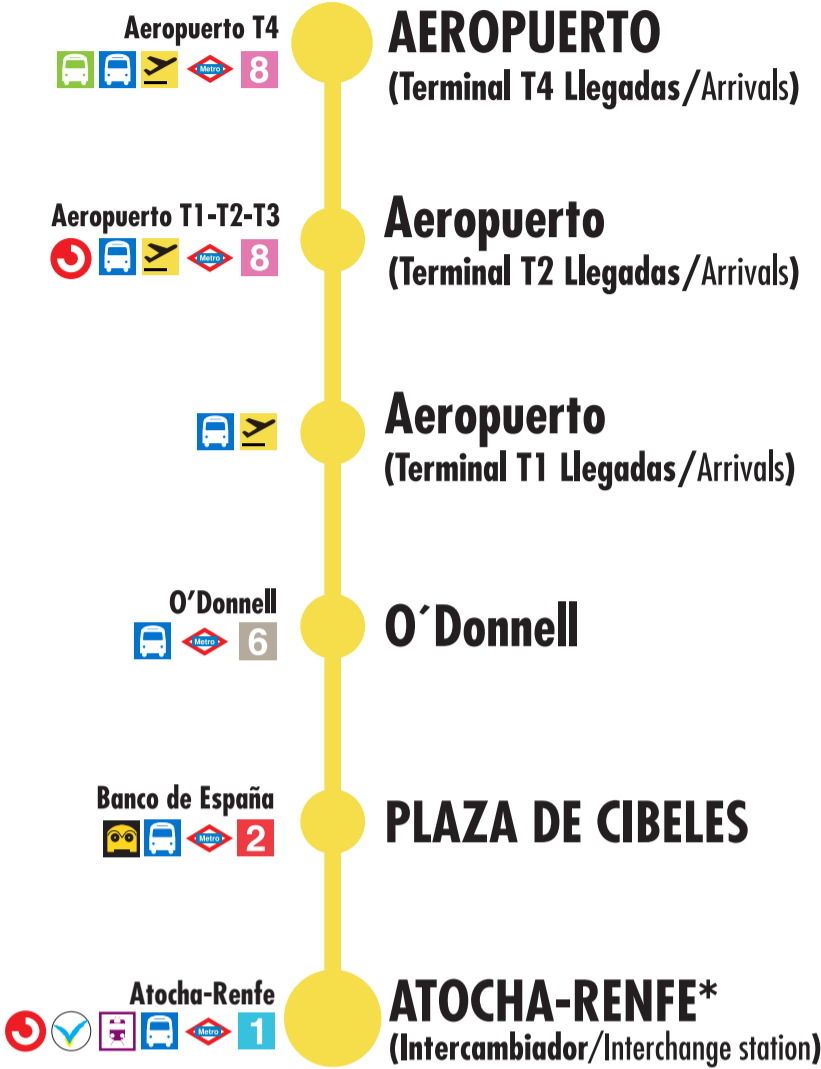 Aeropuerto T4
AEROPUERTO
Metro 8
(Terminal T4 Llegadas/Arrivals)
Aeropuerto T1-T2-T3
Aeropuerto
Metro 8
(Terminal T2 Llegadas/Arrivals)
Aeropuerto
(Terminal T1 Llegadas/Arrivals)
O'Donnell
Metro 6
O´Donnell
Banco de España
Metro 2
PLAZA DE CIBELES
Atocha-Renfe
Metro 1
ATOCHA-RENFE*
(Intercambiador/Interchange station)